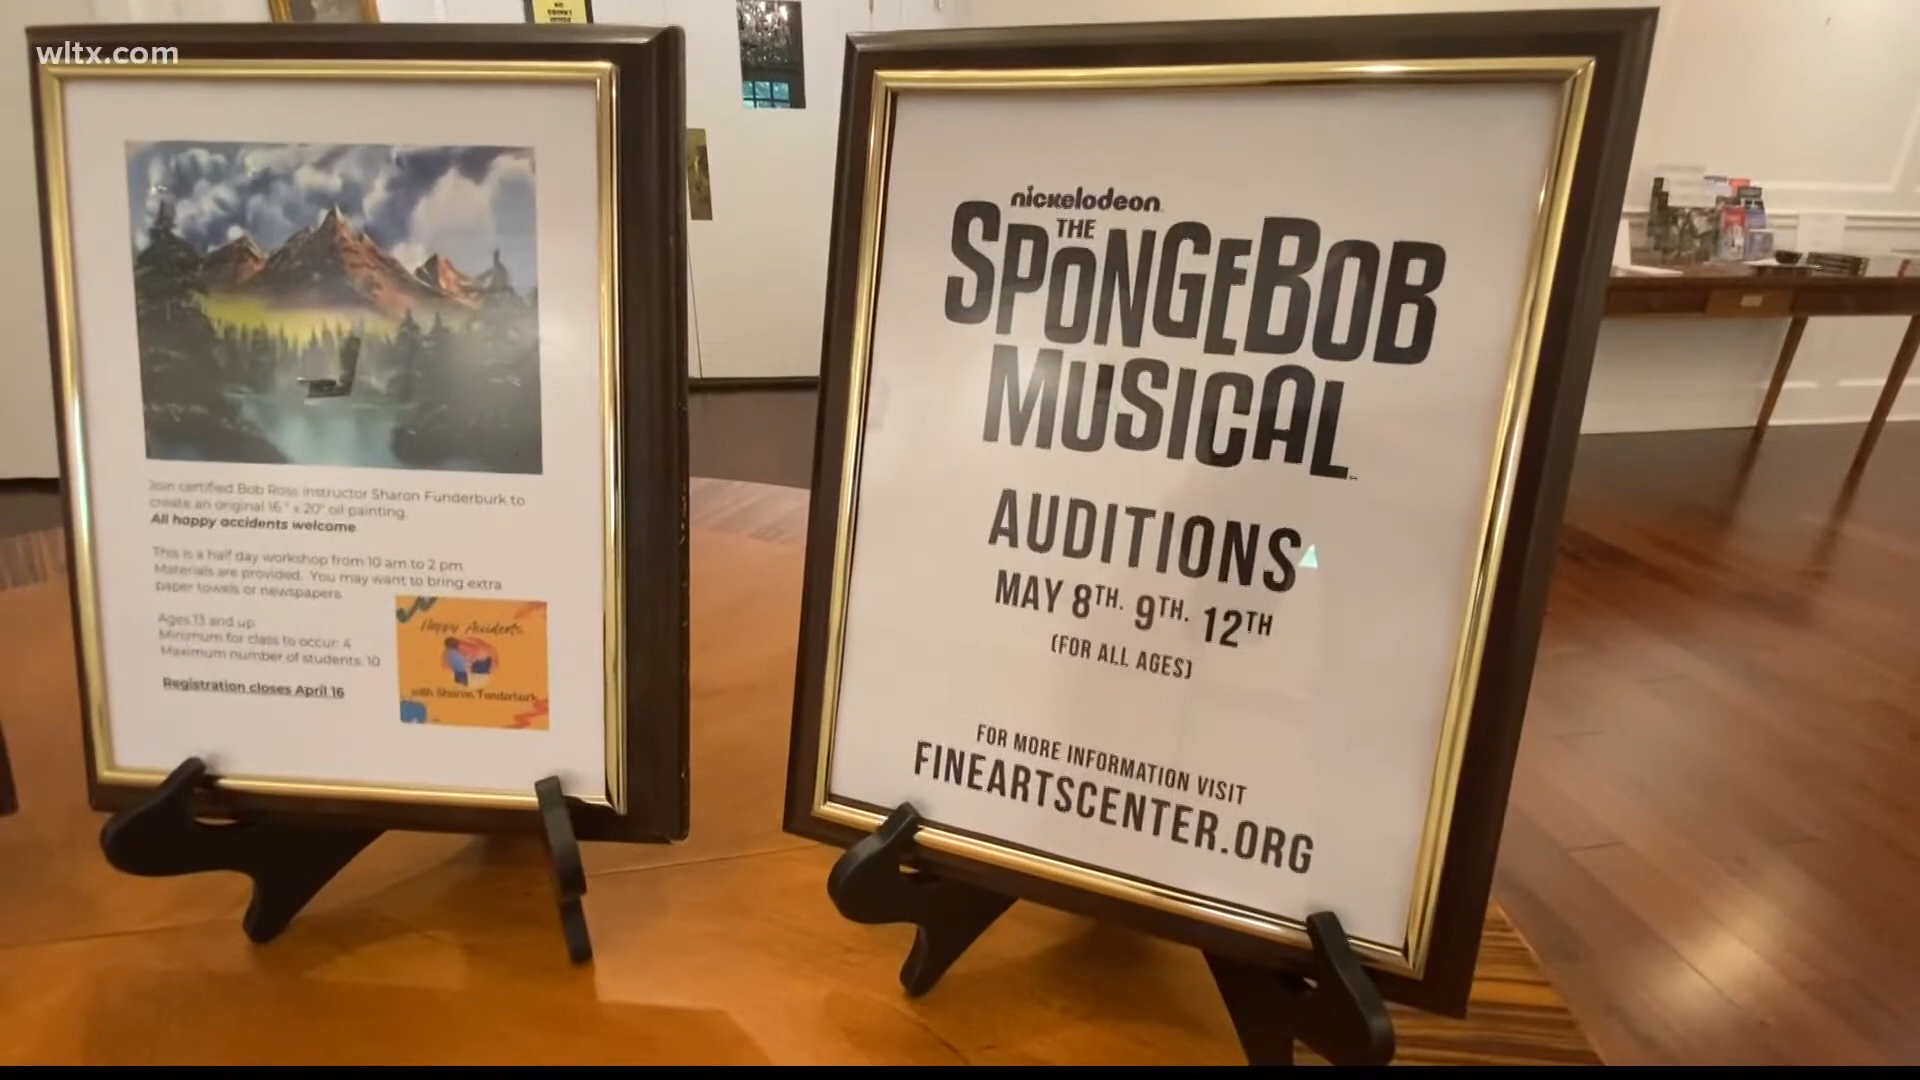 wltx.com
Join certified Bob Ross instructor Sharon Funderburk to
create an original 16" x 20" oil painting.
All happy accidents welcome.
This is a half day workshop from 10 am to 2 pm.
Materials are provided. You may want to bring extra
paper towels or newspapers.
Ages 13 and up
Minimum for class to occur: 4
Maximum number of students: 10
Registration closes April 16
Happy Accidents
with Sharon Funderburk
nickelodeon
THE
SPONGEBOB
MUSICAL
AUDITIONS
MAY 8TH, 9TH, 12TH
(FOR ALL AGES)
FOR MORE INFORMATION VISIT
FINEARTSCENTER.ORG